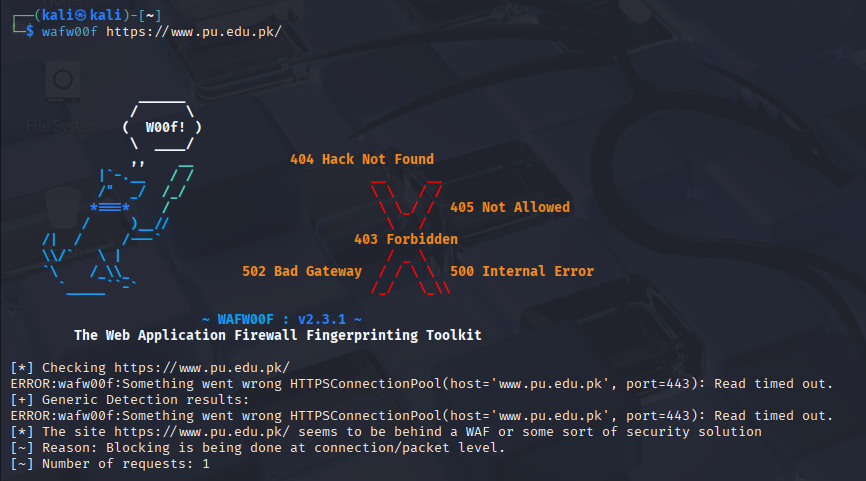 (kali㉿kali)-[~]
$ wafw00f https://www.pu.edu.pk/
( W00f! )
404 Hack Not Found
405 Not Allowed
403 Forbidden
502 Bad Gateway 500 Internal Error
~ WAFW00F : v2.3.1 ~
The Web Application Firewall Fingerprinting Toolkit
[*] Checking https://www.pu.edu.pk/
ERROR:wafw00f:Something went wrong HTTPSConnectionPool(host='www.pu.edu.pk', port=443): Read timed out.
[+] Generic Detection results:
ERROR:wafw00f:Something went wrong HTTPSConnectionPool(host='www.pu.edu.pk', port=443): Read timed out.
[*] The site https://www.pu.edu.pk/ seems to be behind a WAF or some sort of security solution
[~] Reason: Blocking is being done at connection/packet level.
[~] Number of requests: 1
File System